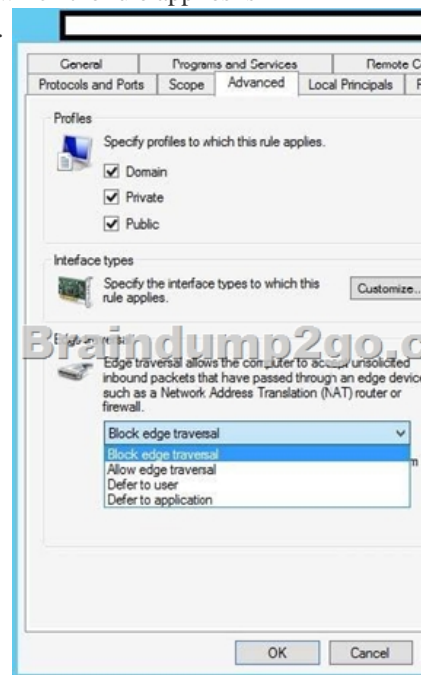 General Programs and Services Remote C
Protocols and Ports Scope Advanced Local Principals
Profiles
Specify profiles to which this rule applies.
Domain
Private
Public
Interface types
Specify the interface types to which this rule applies.
Customize...
Braindump2go.c
Edge traversal allows the computer to accept unsolicited
inbound packets that have passed through an edge device
such as a Network Address Translation (NAT) router or
firewall.
Block edge traversal
Block edge traversal
Allow edge traversal
Defer to user
Defer to application
OK Cancel